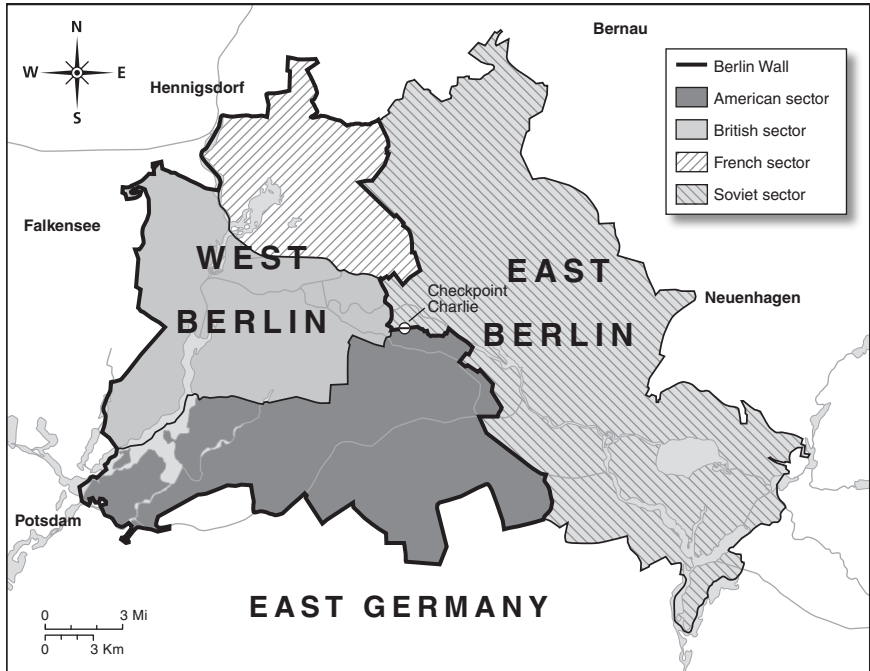 N
W
E
S
Bernau
Hennigsdorf
Berlin Wall
American sector
British sector
French sector
Soviet sector
Falkensee
WEST
BERLIN
EAST
BERLIN
Checkpoint
Charlie
Neuenhagen
Potsdam
EAST GERMANY
0 3 Mi
0 3 Km